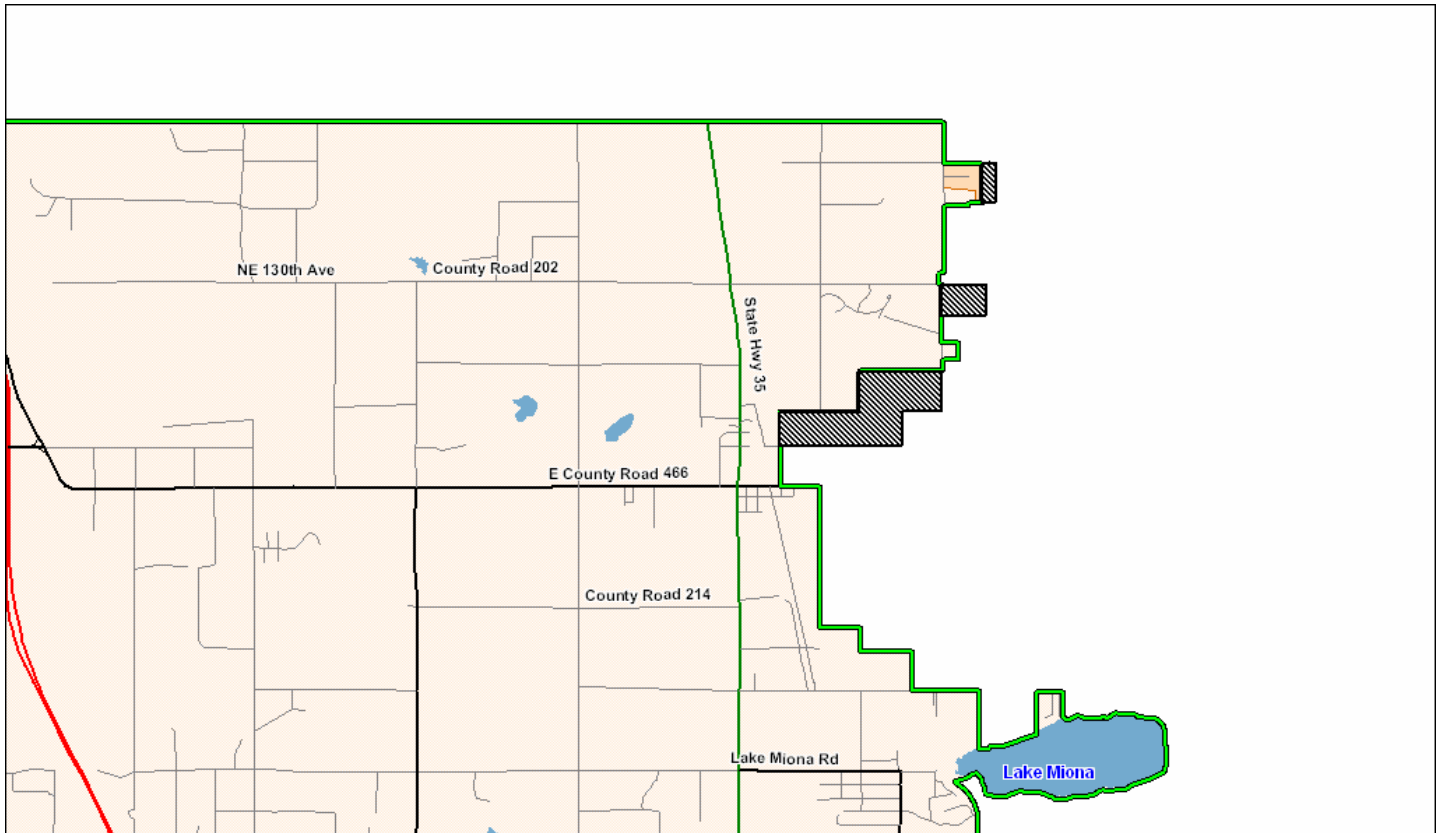 NE 130th Ave
County Road 202
State Hwy 35
E County Road 466
County Road 214
Lake Miona Rd
Lake Miona